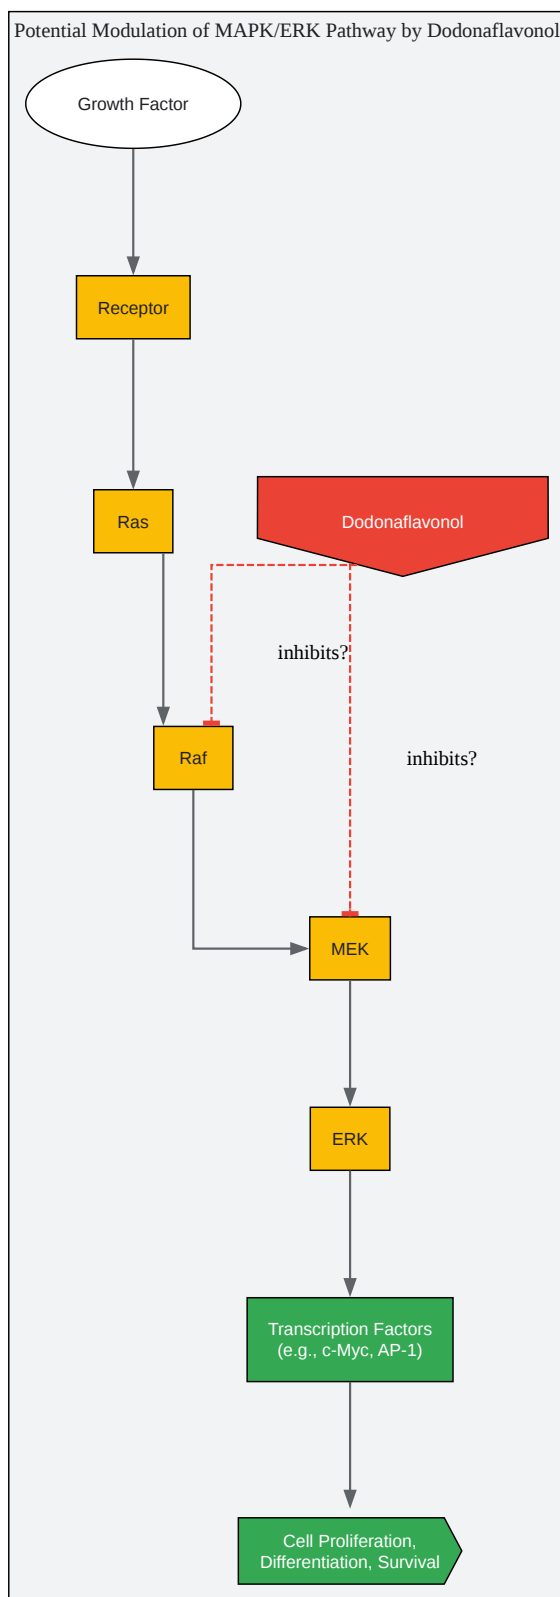 Potential Modulation of MAPK/ERK Pathway by Dodonaflavonol
Growth Factor
Receptor
Ras
Dodonaflavonol
inhibits?
Raf
inhibits?
MEK
ERK
Transcription Factors
(e.g., c-Myc, AP-1)
Cell Proliferation,
Differentiation, Survival